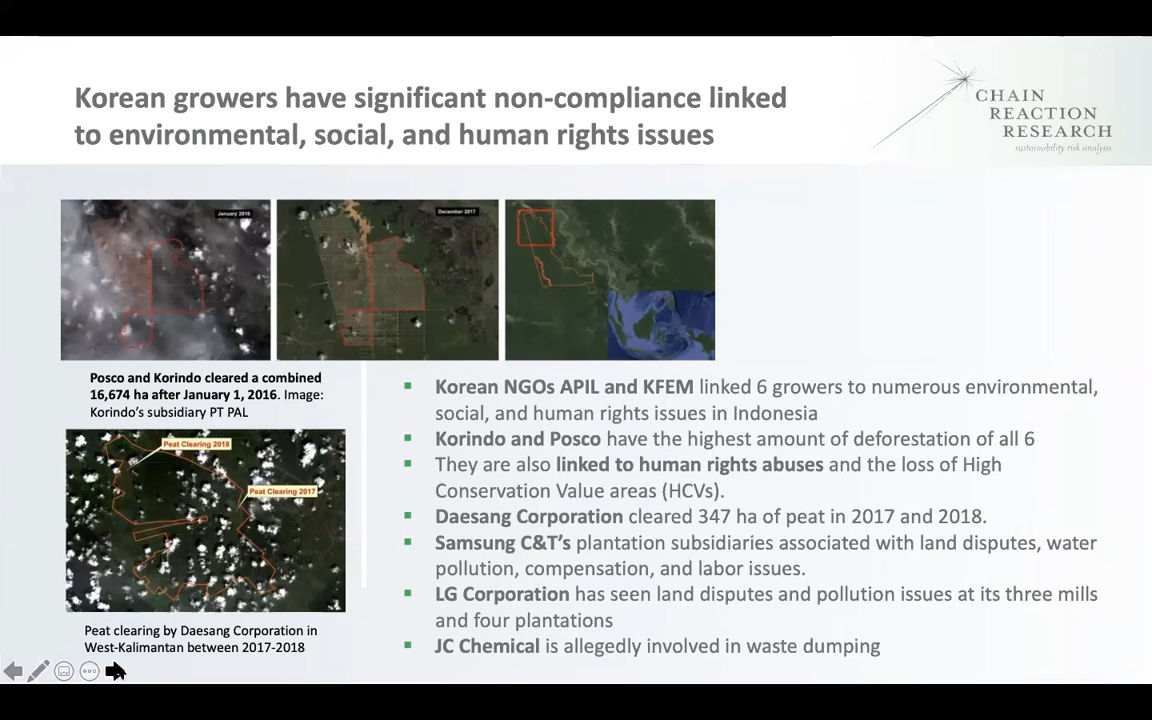 Korean growers have significant non-compliance linked
to environmental, social, and human rights issues
CHAIN
REACTION
RESEARCH
sustainability risk analysis
January 2016
December 2017
Posco and Korindo cleared a combined
16,674 ha after January 1, 2016. Image:
Korindo’s subsidiary PT PAL
Peat Clearing 2018
Peat Clearing 2017
Peat clearing by Daesang Corporation in
West-Kalimantan between 2017-2018
▪ Korean NGOs APIL and KFEM linked 6 growers to numerous environmental,
social, and human rights issues in Indonesia
▪ Korindo and Posco have the highest amount of deforestation of all 6
▪ They are also linked to human rights abuses and the loss of High
Conservation Value areas (HCVs).
▪ Daesang Corporation cleared 347 ha of peat in 2017 and 2018.
▪ Samsung C&T’s plantation subsidiaries associated with land disputes, water
pollution, compensation, and labor issues.
▪ LG Corporation has seen land disputes and pollution issues at its three mills
and four plantations
▪ JC Chemical is allegedly involved in waste dumping